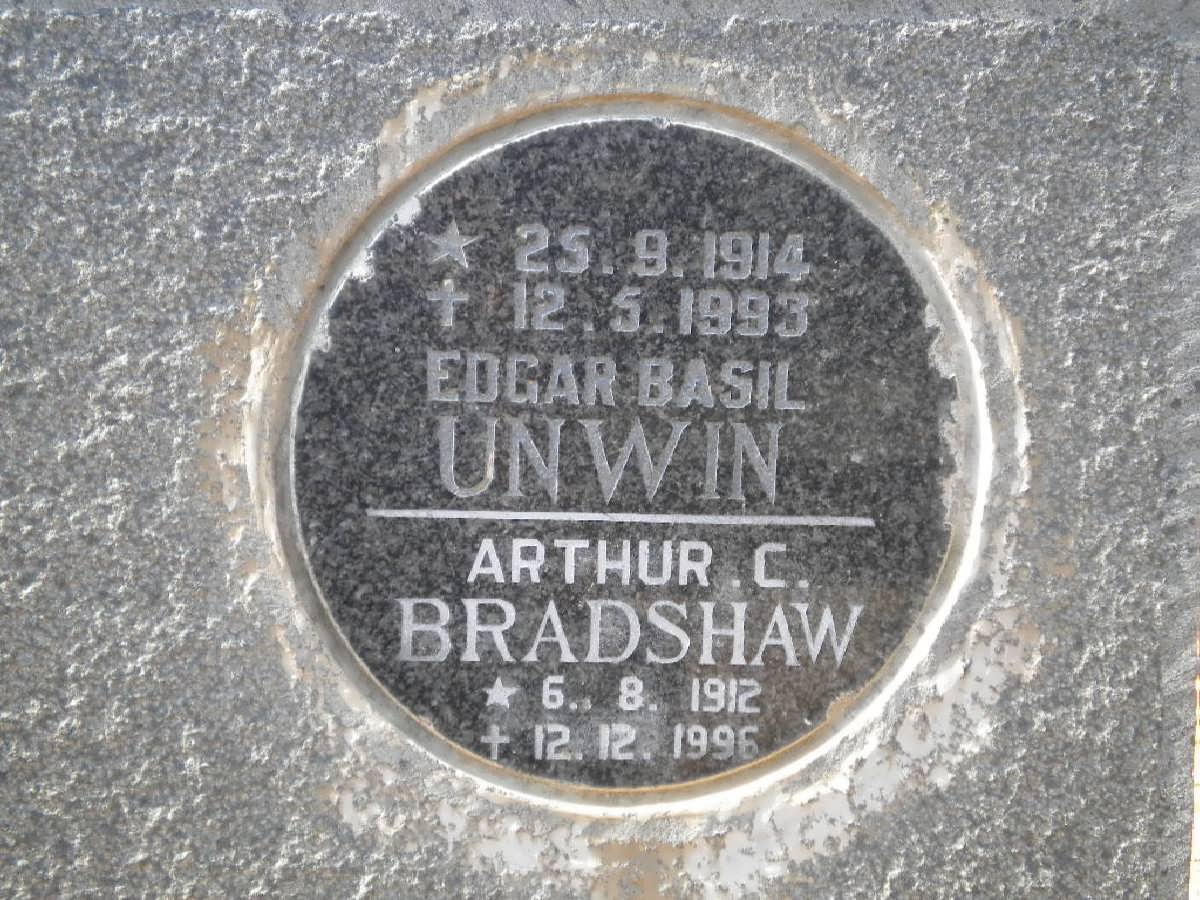 ★ 25.9.1914
✝ 12.5.1993
EDGAR BASIL
UNWIN
ARTHUR .C.
BRADSHAW
★ 6. 8. 1912
✝ 12.12.1996